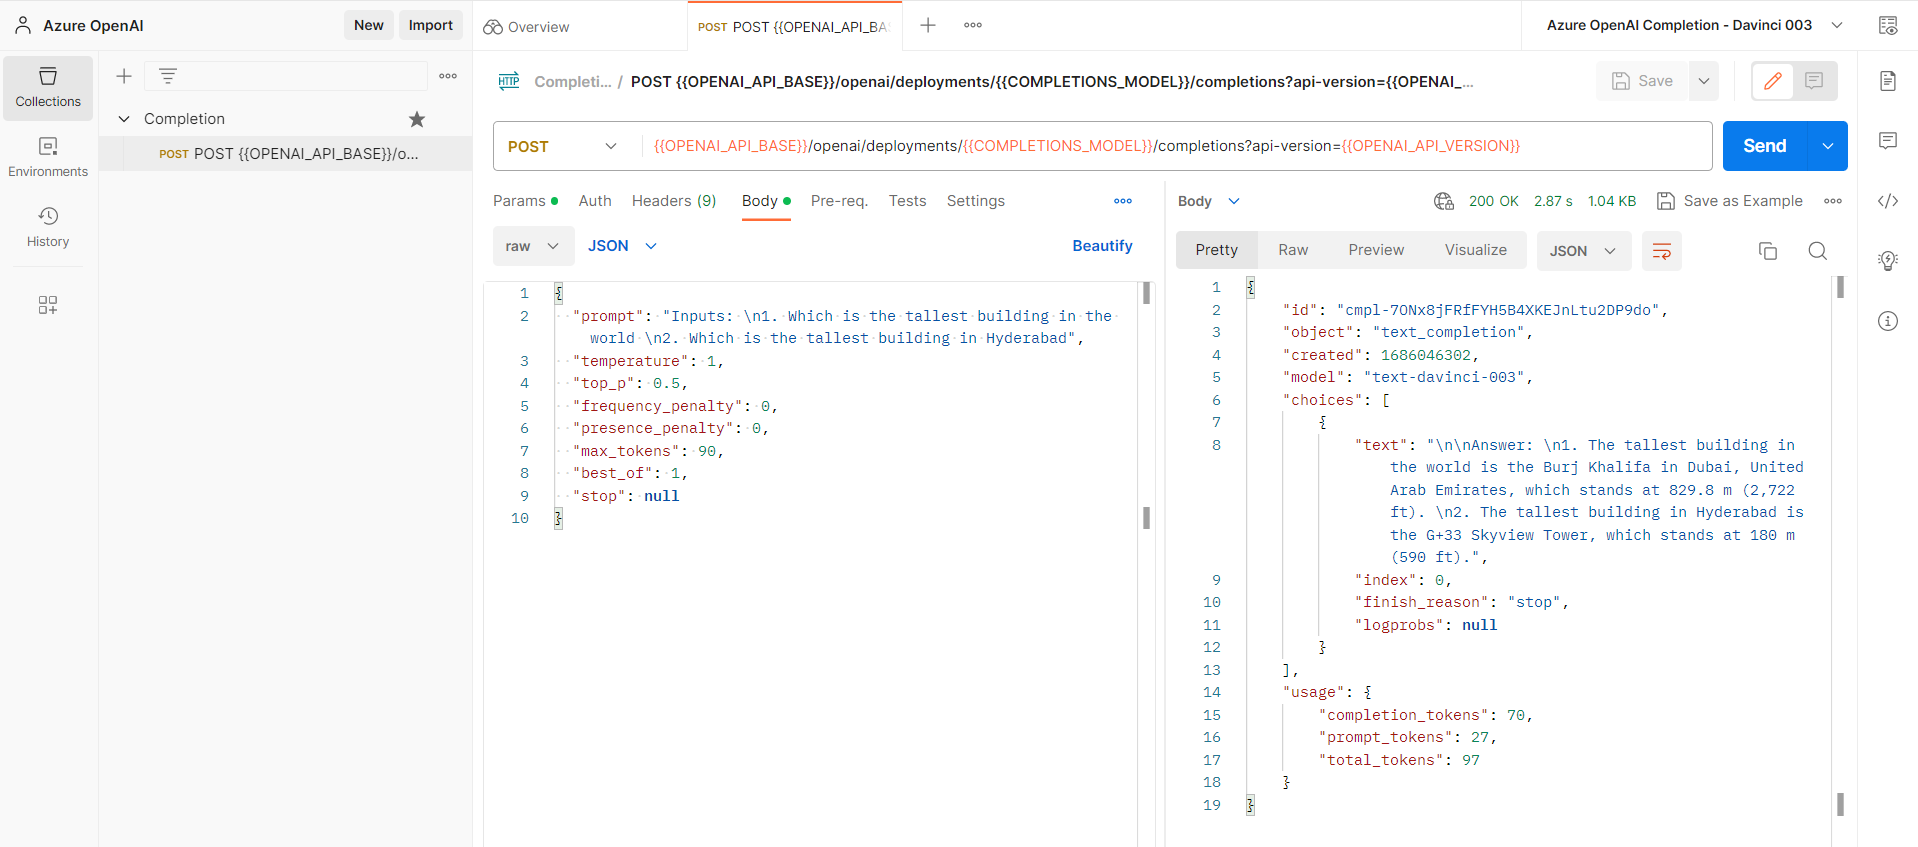 Azure OpenAI
New
Import
Overview
POST POST {{OPENAI_API_BA
Azure OpenAI Completion - Davinci 003
Collections
Environments
History
Completion
POST POST {{OPENAI_API_BASE}}/o...
HTTP
Completi... / POST {{OPENAI_API_BASE}}/openai/deployments/{{COMPLETIONS_MODEL}}/completions?api-version={{OPENAI_...
Save
POST
{{OPENAI_API_BASE}}/openai/deployments/{{COMPLETIONS_MODEL}}/completions?api-version={{OPENAI_API_VERSION}}
Send
Params
Auth
Headers (9)
Body
Pre-req.
Tests
Settings
raw
JSON
Beautify
1 {
2 "prompt": "Inputs: \n1. Which is the tallest building in the
world \n2. Which is the tallest building in Hyderabad",
3 "temperature": 1,
4 "top_p": 0.5,
5 "frequency_penalty": 0,
6 "presence_penalty": 0,
7 "max_tokens": 90,
8 "best_of": 1,
9 "stop": null
10 }
Body
200 OK 2.87 s 1.04 KB
Save as Example
Pretty
Raw
Preview
Visualize
JSON
1 {
2 "id": "cmpl-7ONx8jFRfFYH5B4XKEJnLtu2DP9do",
3 "object": "text_completion",
4 "created": 1686046302,
5 "model": "text-davinci-003",
6 "choices": [
7 {
8 "text": "\n\nAnswer: \n1. The tallest building in
the world is the Burj Khalifa in Dubai, United
Arab Emirates, which stands at 829.8 m (2,722
ft). \n2. The tallest building in Hyderabad is
the G+33 Skyview Tower, which stands at 180 m
(590 ft).",
9 "index": 0,
10 "finish_reason": "stop",
11 "logprobs": null
12 }
13 ],
14 "usage": {
15 "completion_tokens": 70,
16 "prompt_tokens": 27,
17 "total_tokens": 97
18 }
19 }